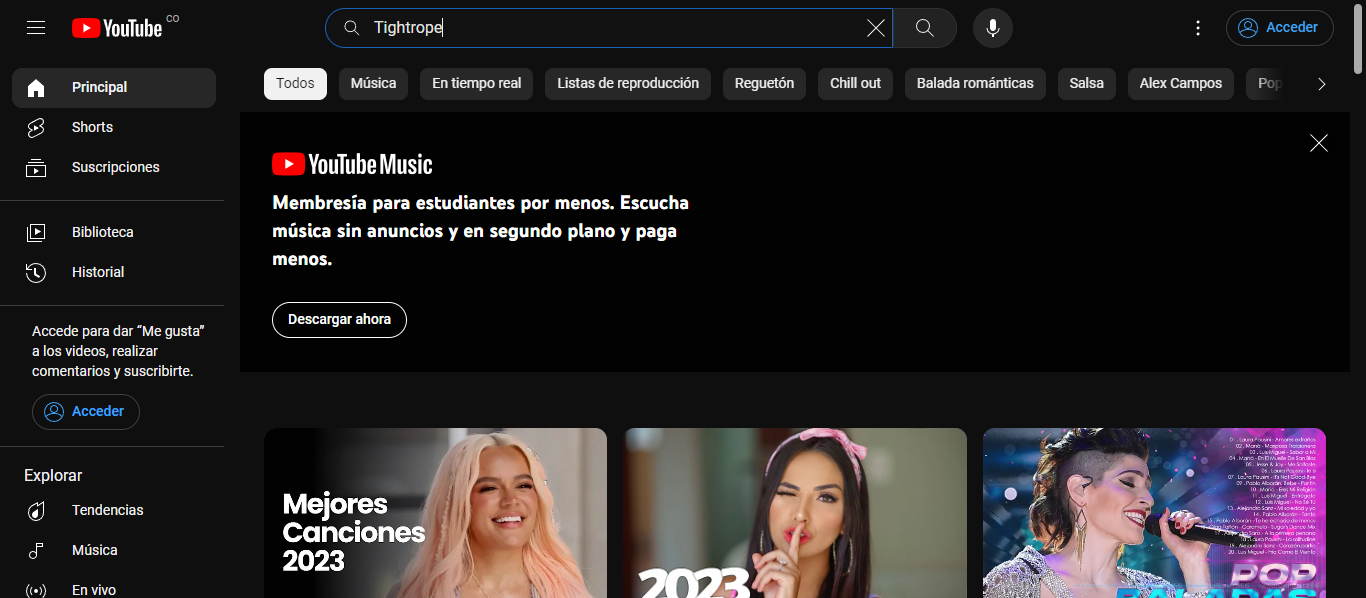 YouTube CO
Tightrope
Acceder
Principal
Shorts
Suscripciones
Biblioteca
Historial
Accede para dar “Me gusta”
a los videos, realizar
comentarios y suscribirte.
Acceder
Explorar
Tendencias
Música
En vivo
Todos
Música
En tiempo real
Listas de reproducción
Reguetón
Chill out
Balada románticas
Salsa
Alex Campos
Pop
YouTube Music
Membresía para estudiantes por menos. Escucha
música sin anuncios y en segundo plano y paga
menos.
Descargar ahora
Mejores
Canciones
2023
2023
POP
BALADAS